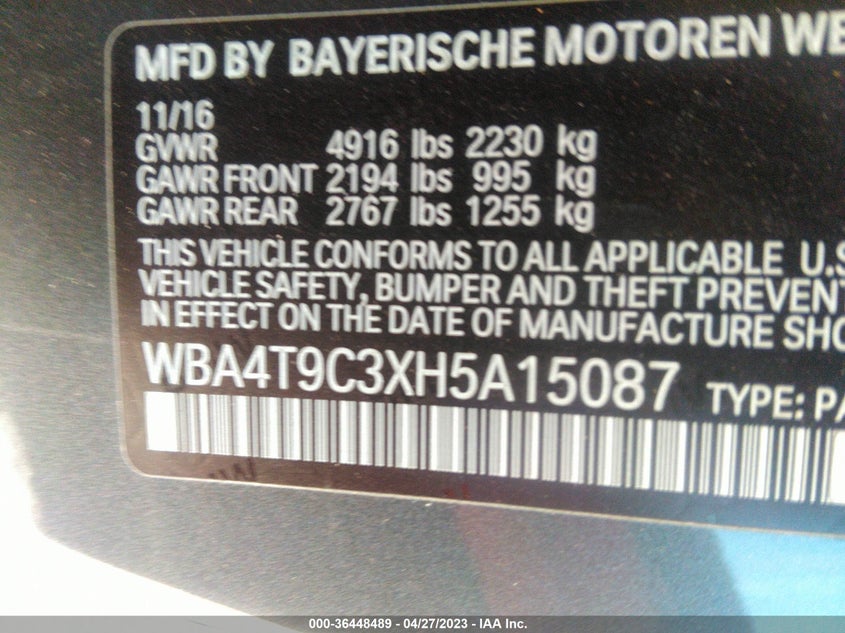 MFD BY BAYERISCHE MOTOREN WE
11/16
GVWR 4916 lbs 2230 kg
GAWR FRONT 2194 lbs 995 kg
GAWR REAR 2767 lbs 1255 kg
THIS VEHICLE CONFORMS TO ALL APPLICABLE U.S
VEHICLE SAFETY, BUMPER AND THEFT PREVENT
IN EFFECT ON THE DATE OF MANUFACTURE SHO
WBA4T9C3XH5A15087 TYPE: PA
000-36448489 - 04/27/2023 - IAA Inc.